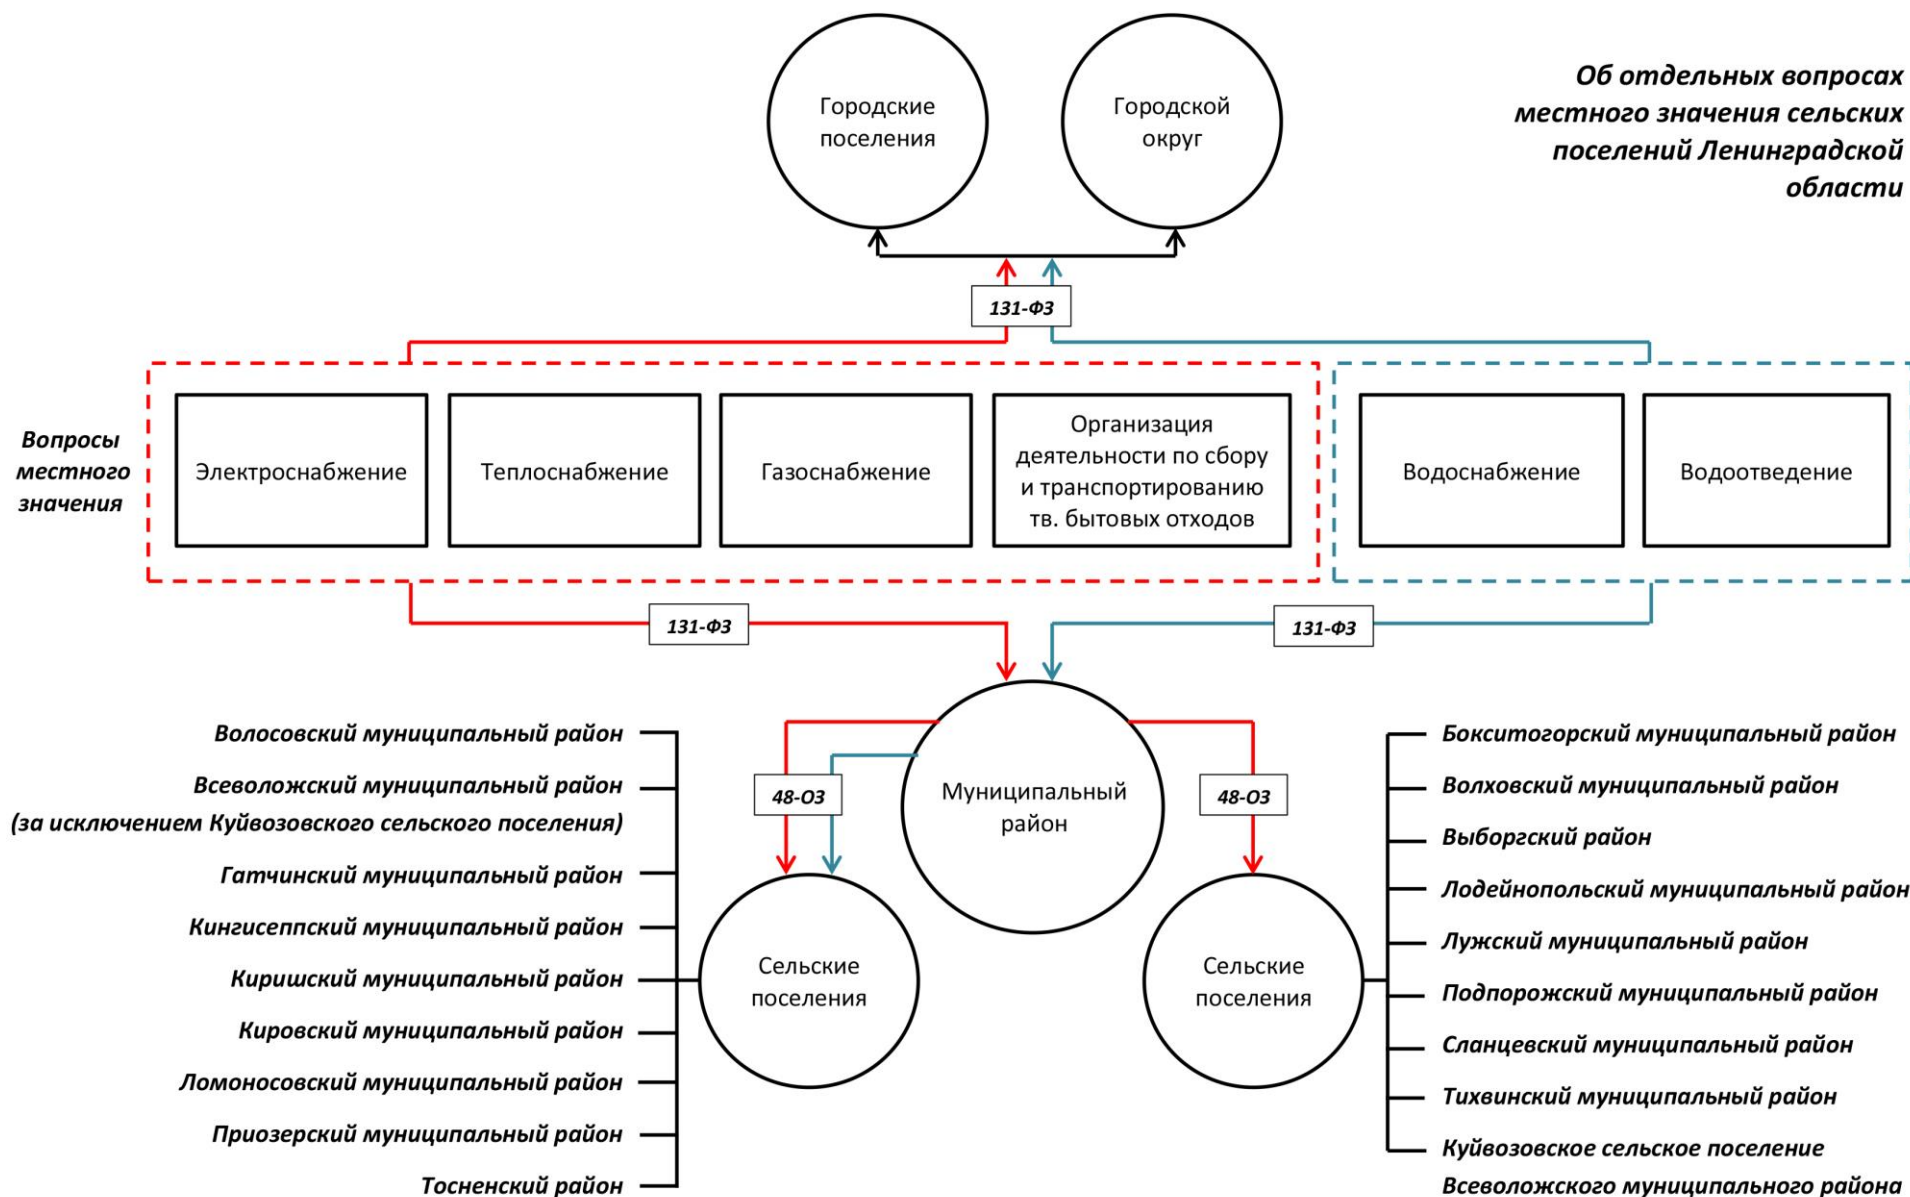 Об отдельных вопросах
местного значения сельских
поселений Ленинградской
области
Городские
поселения
Городской
округ
131-ФЗ
Вопросы
местного
значения
Электроснабжение
Теплоснабжение
Газоснабжение
Организация
деятельности по сбору
и транспортированию
тв. бытовых отходов
Водоснабжение
Водоотведение
131-ФЗ
131-ФЗ
Муниципальный
район
48-ОЗ
48-ОЗ
Сельские
поселения
Сельские
поселения
Волосовский муниципальный район
Всеволожский муниципальный район
(за исключением Куйвозовского сельского поселения)
Гатчинский муниципальный район
Кингисеппский муниципальный район
Киришский муниципальный район
Кировский муниципальный район
Ломоносовский муниципальный район
Приозерский муниципальный район
Тосненский район
Бокситогорский муниципальный район
Волховский муниципальный район
Выборгский район
Лодейнопольский муниципальный район
Лужский муниципальный район
Подпорожский муниципальный район
Сланцевский муниципальный район
Тихвинский муниципальный район
Куйвозовское сельское поселение
Всеволожского муниципального района